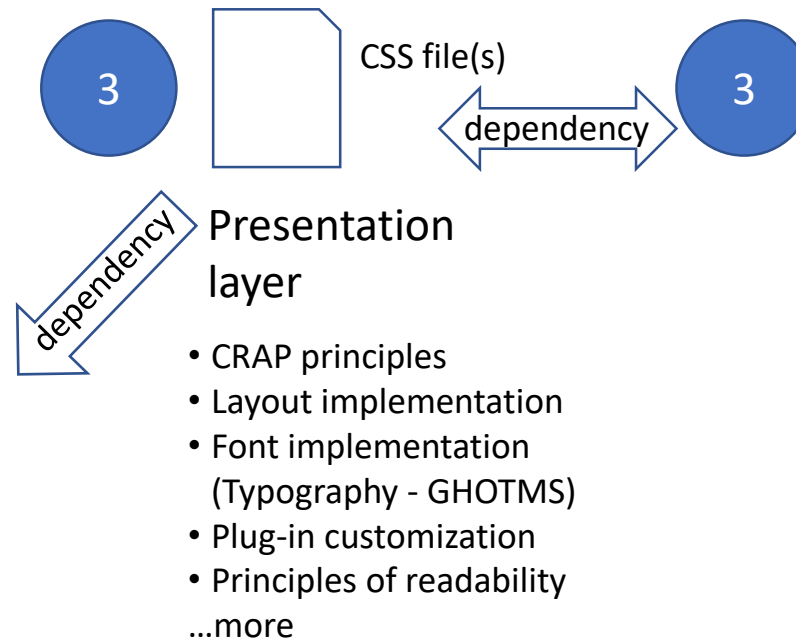 3
CSS file(s)
dependency
3
dependency
Presentation
layer
• CRAP principles
• Layout implementation
• Font implementation
(Typography - GHOTMS)
• Plug-in customization
• Principles of readability
...more